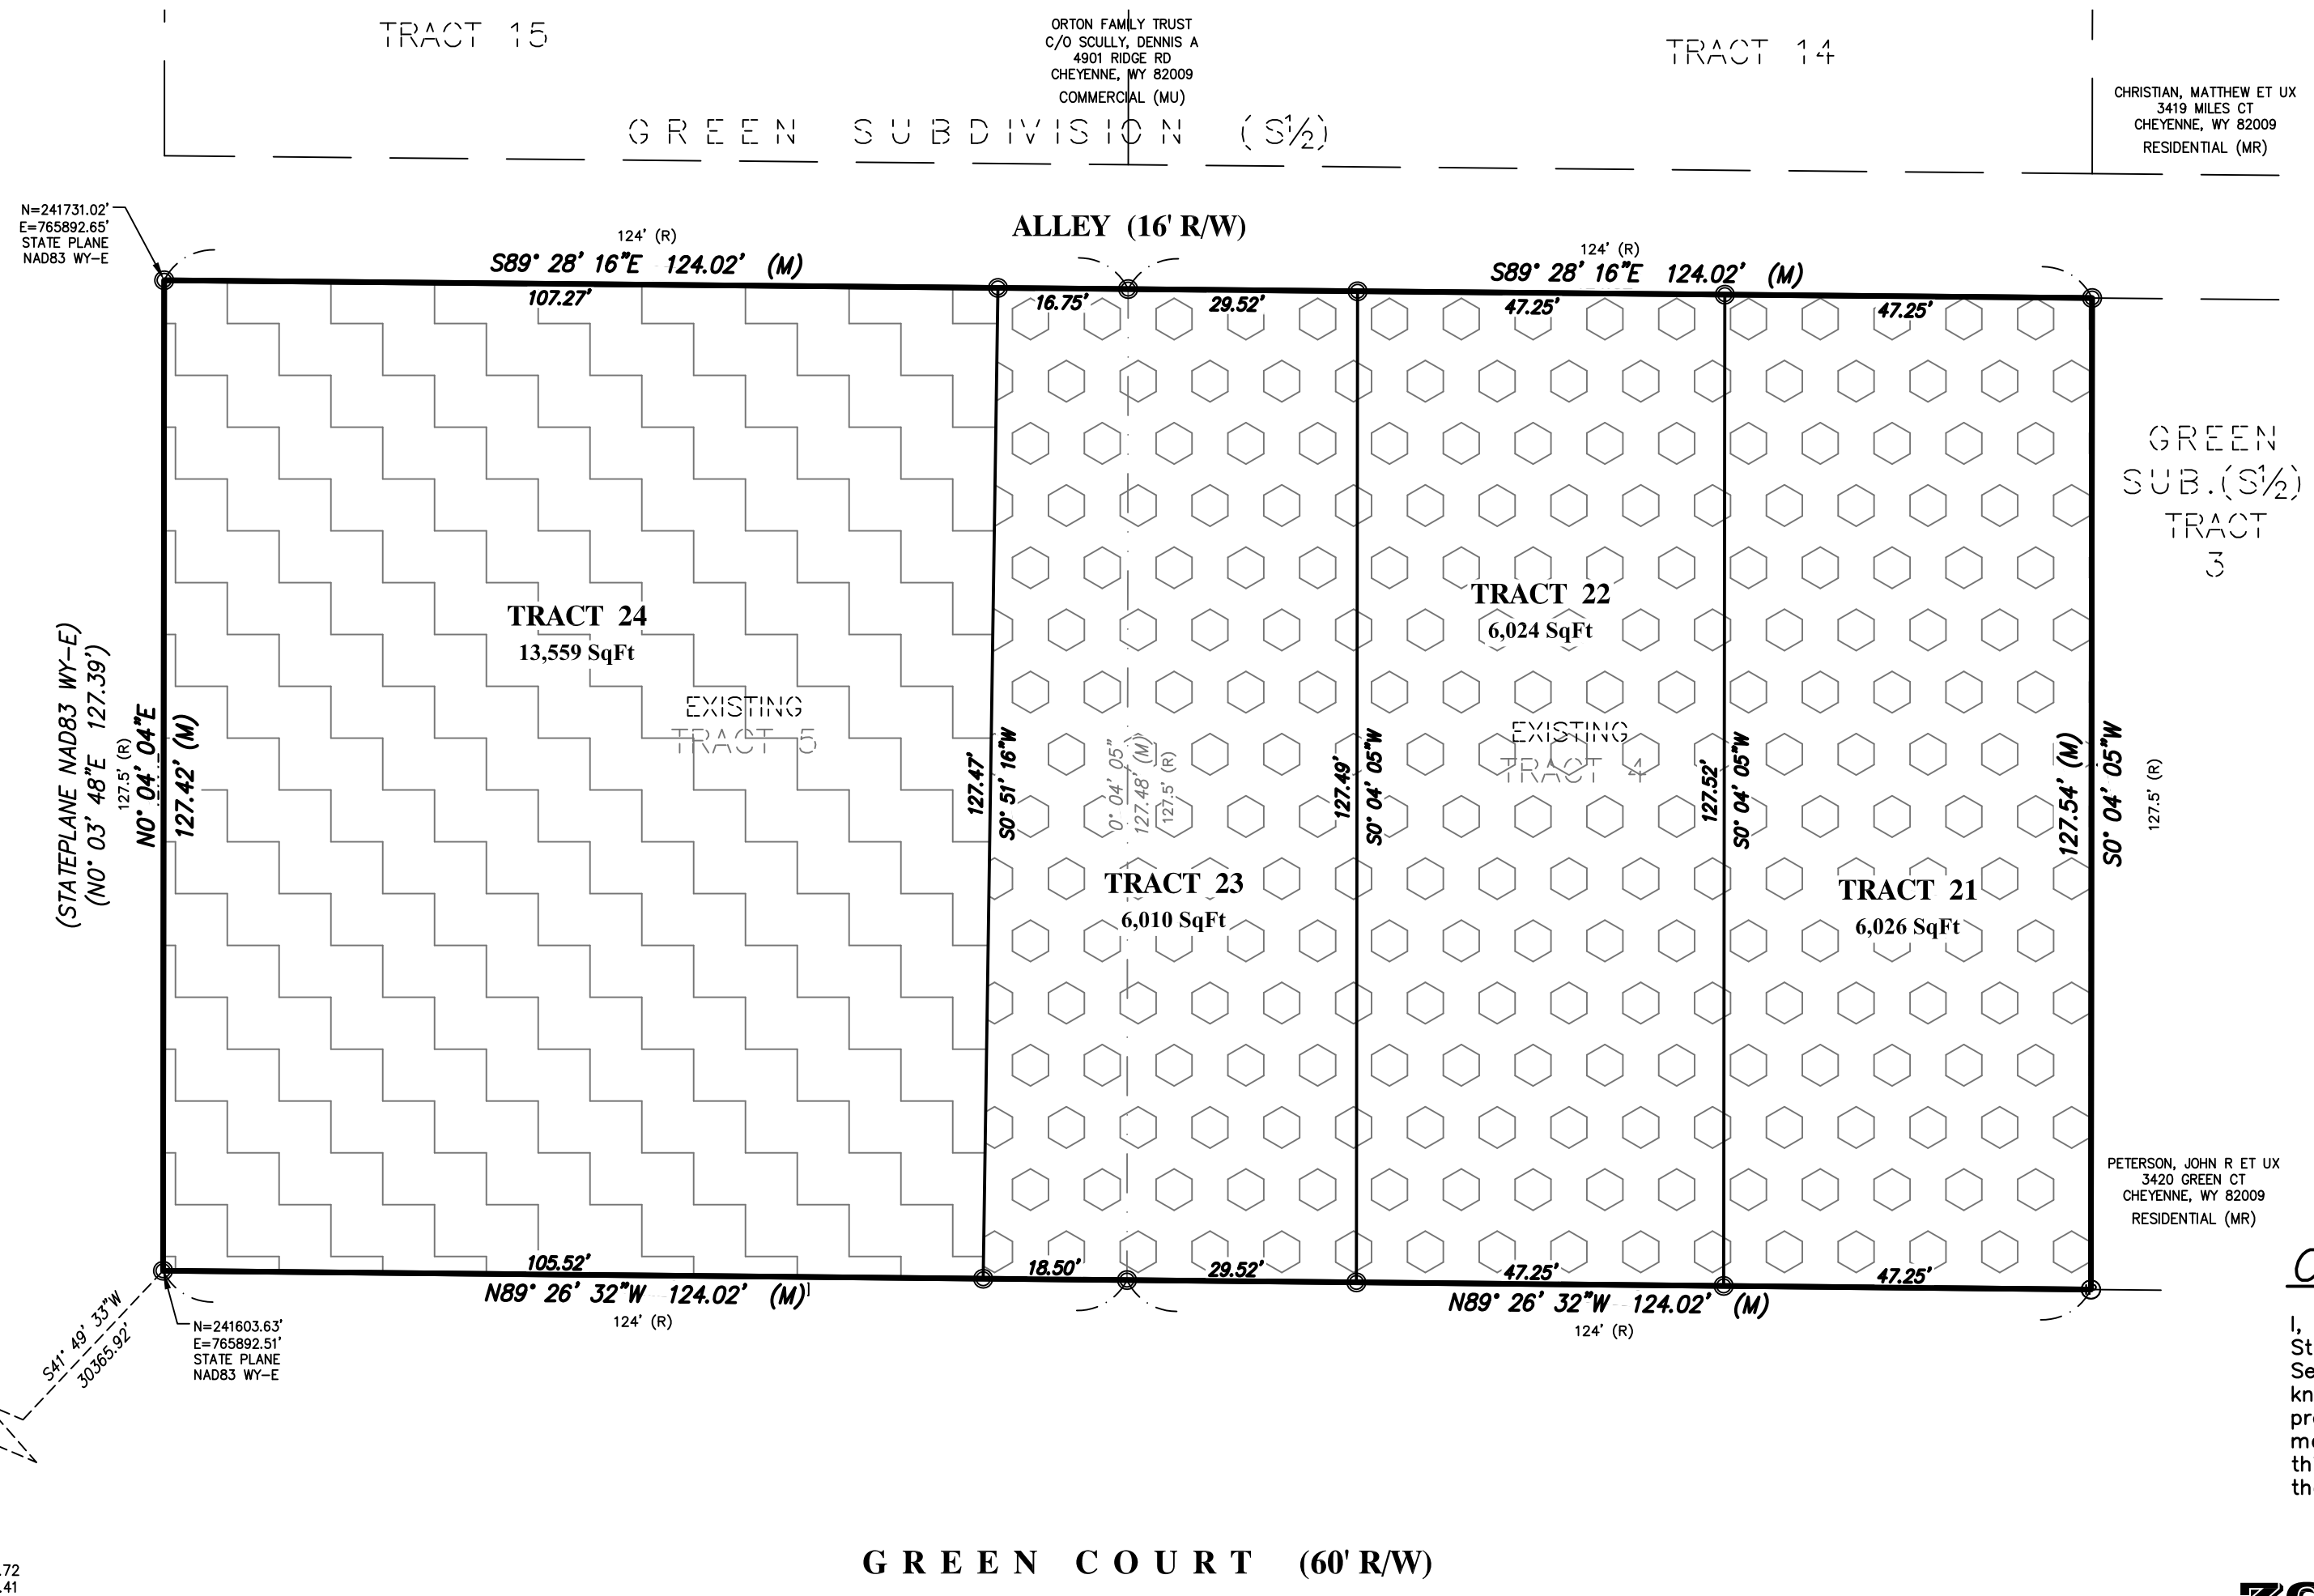 TRACT 15
ORTON FAMILY TRUST
C/O SCULLY, DENNIS A
4901 RIDGE RD
CHEYENNE, WY 82009
COMMERCIAL (MU)
TRACT 14
CHRISTIAN, MATTHEW ET UX
3419 MILES CT
CHEYENNE, WY 82009
RESIDENTIAL (MR)
GREEN SUBDIVISION (S½)
N=241731.02'
E=765892.65'
STATE PLANE
NAD83 WY-E
ALLEY (16' R/W)
124' (R)
S89° 28' 16"E 124.02' (M)
107.27'
16.75'
29.52'
124' (R)
S89° 28' 16"E 124.02' (M)
47.25'
47.25'
GREEN
SUB.(S½)
TRACT
3
TRACT 24
13,559 SqFt
EXISTING
TRACT 5
TRACT 22
6,024 SqFt
EXISTING
TRACT 4
(STATEPLANE NAD83 WY-E)
(N0° 03' 48"E 127.39')
127.5' (R)
N0° 04' 04"E
127.42' (M)
127.47'
S0° 51' 16"W
0° 04' 05"
127.48' (M)
127.5' (R)
127.49'
S0° 04' 05"W
127.52'
S0° 04' 05"W
127.54' (M)
S0° 04' 05"W
127.5' (R)
TRACT 23
6,010 SqFt
TRACT 21
6,026 SqFt
PETERSON, JOHN R ET UX
3420 GREEN CT
CHEYENNE, WY 82009
RESIDENTIAL (MR)
105.52'
18.50'
29.52'
47.25'
47.25'
N89° 26' 32"W 124.02' (M)
124' (R)
N89° 26' 32"W 124.02' (M)
124' (R)
S41° 49' 33"W
30365.92'
N=241603.63'
E=765892.51'
STATE PLANE
NAD83 WY-E
I,
St
Se
kn
pr
m
th
th
GREEN COURT (60' R/W)
.72
.41